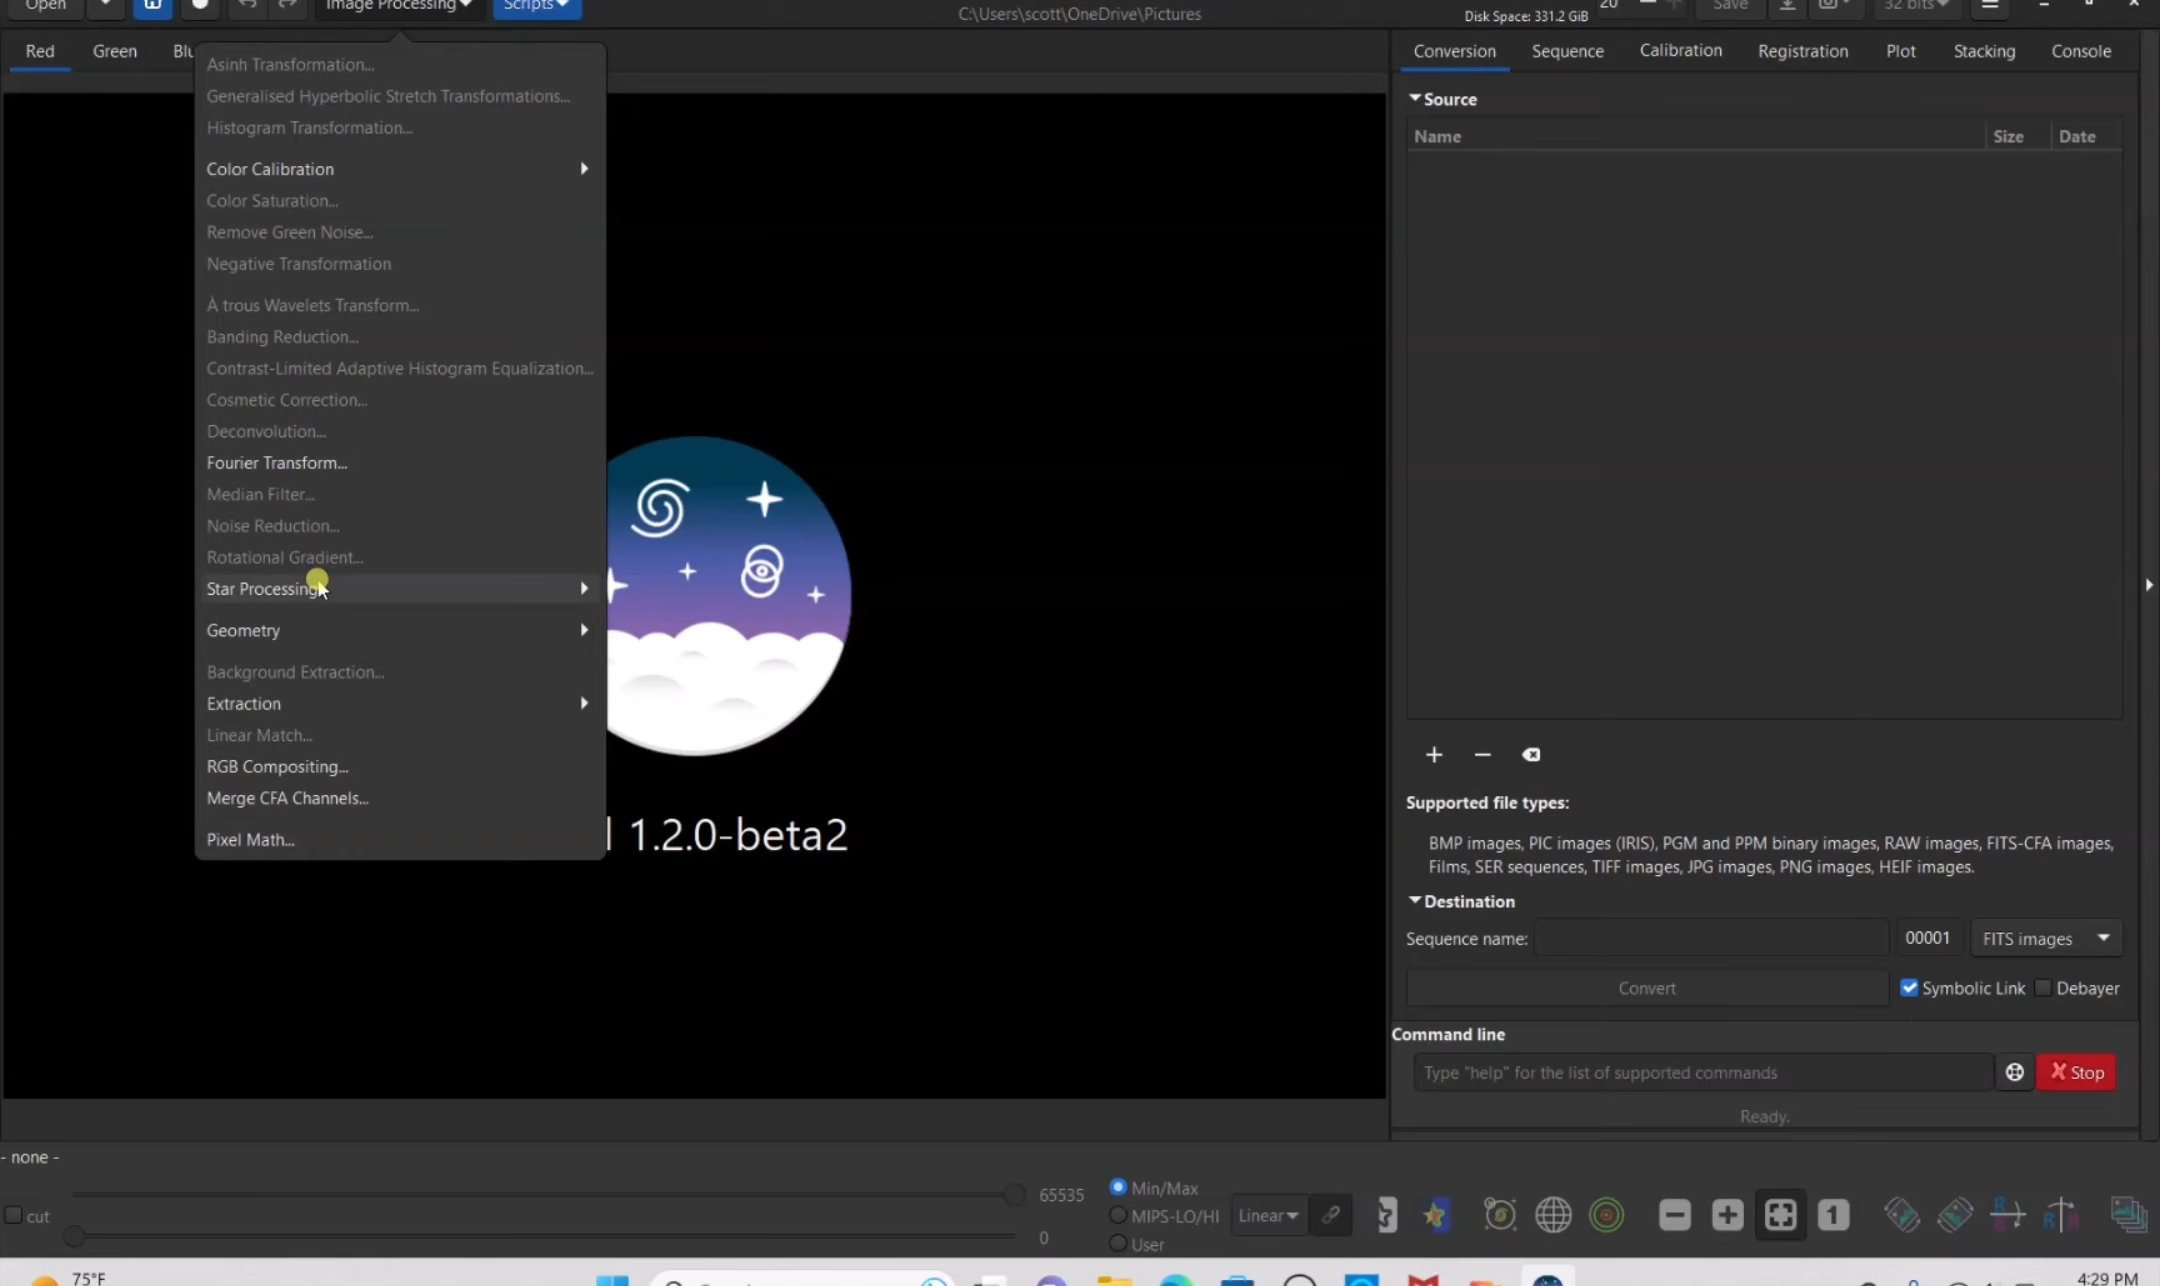 Open
Image Processing
Scripts
C:\Users\scott\OneDrive\Pictures
Disk Space: 331.2 GiB
20
Save
32 bits
Red
Green
Blu
Asinh Transformation...
Generalised Hyperbolic Stretch Transformations...
Histogram Transformation...
Color Calibration
Color Saturation...
Remove Green Noise...
Negative Transformation
À trous Wavelets Transform...
Banding Reduction...
Contrast-Limited Adaptive Histogram Equalization...
Cosmetic Correction...
Deconvolution...
Fourier Transform...
Median Filter...
Noise Reduction...
Rotational Gradient...
Star Processing
Geometry
Background Extraction...
Extraction
Linear Match...
RGB Compositing...
Merge CFA Channels...
Pixel Math...
l 1.2.0-beta2
Conversion
Sequence
Calibration
Registration
Plot
Stacking
Console
Source
Name
Size
Date
Supported file types:
BMP images, PIC images (IRIS), PGM and PPM binary images, RAW images, FITS-CFA images,
Films, SER sequences, TIFF images, JPG images, PNG images, HEIF images.
Destination
Sequence name:
00001
FITS images
Convert
Symbolic Link
Debayer
Command line
Type "help" for the list of supported commands
Stop
Ready.
- none -
cut
65535
0
Min/Max
MIPS-LO/HI
User
Linear
1
75°F
4:29 PM